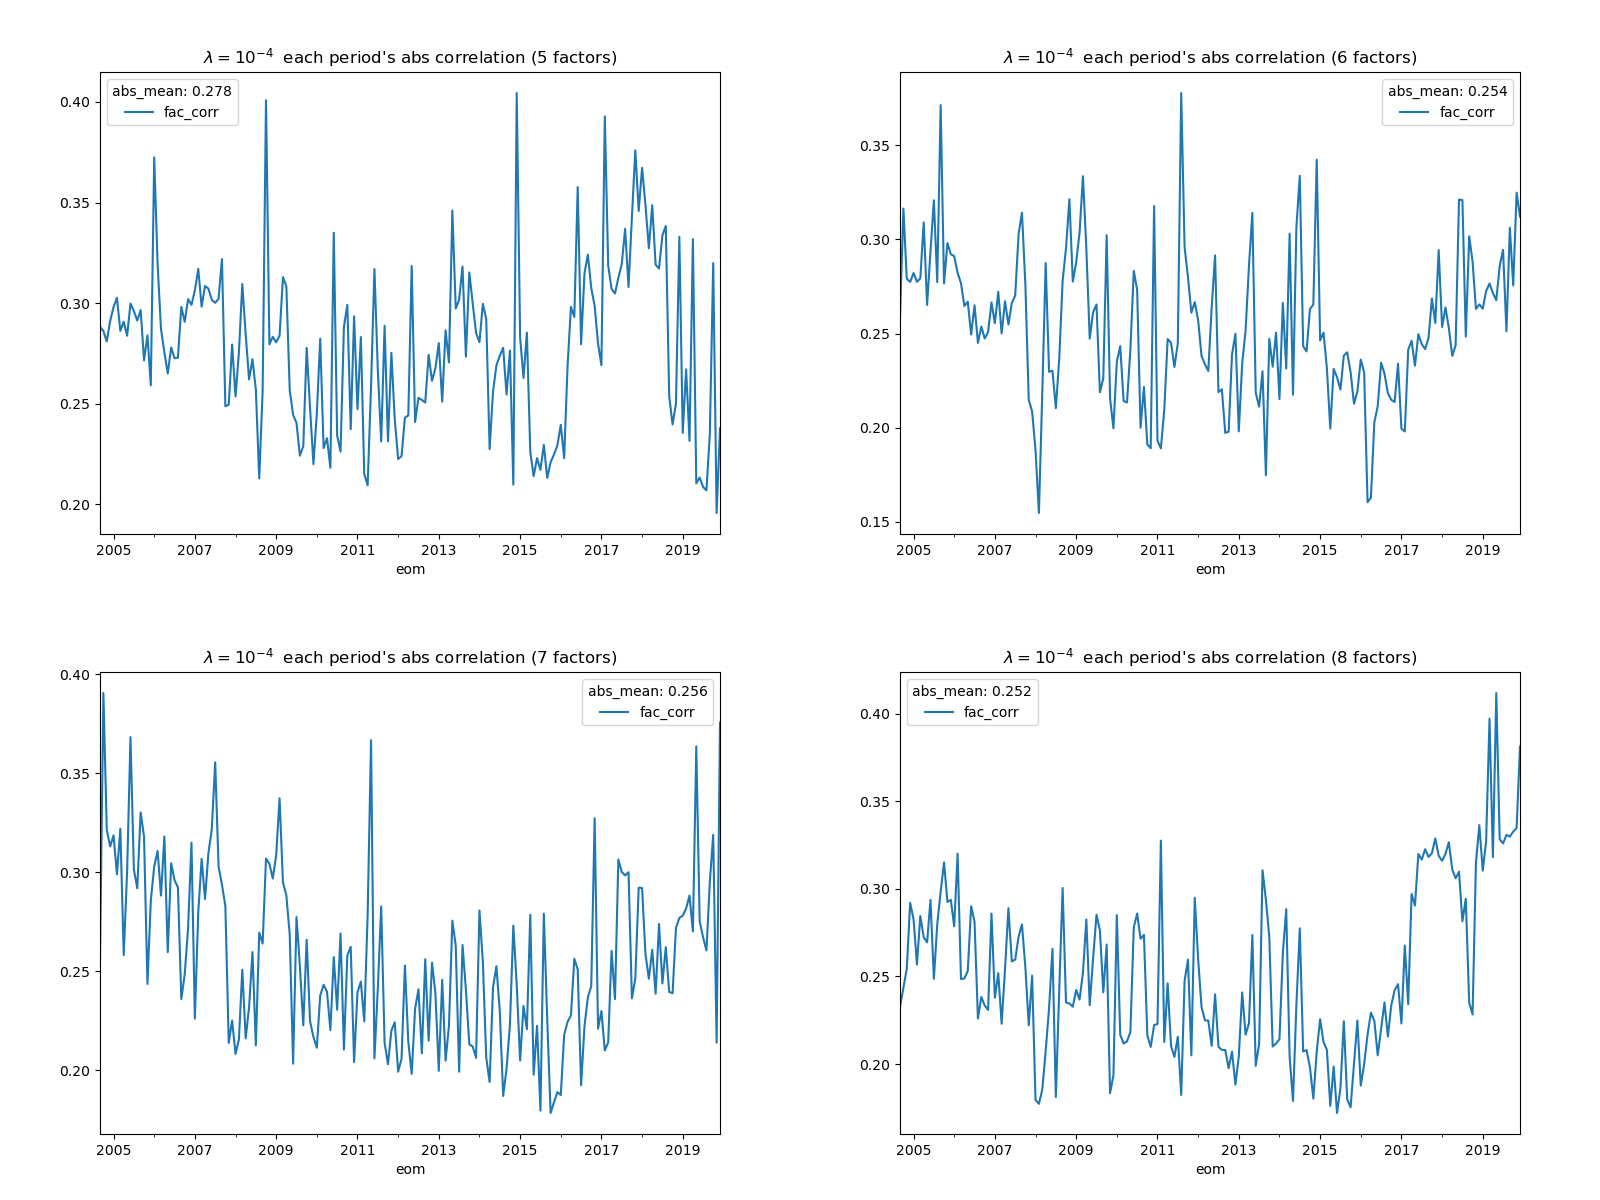 λ = 10⁻⁴ each period's abs correlation (5 factors)
abs_mean: 0.278
fac_corr
0.40
0.35
0.30
0.25
0.20
2005 2007 2009 2011 2013 2015 2017 2019
eom
λ = 10⁻⁴ each period's abs correlation (6 factors)
abs_mean: 0.254
fac_corr
0.35
0.30
0.25
0.20
0.15
2005 2007 2009 2011 2013 2015 2017 2019
eom
λ = 10⁻⁴ each period's abs correlation (7 factors)
abs_mean: 0.256
fac_corr
0.40
0.35
0.30
0.25
0.20
2005 2007 2009 2011 2013 2015 2017 2019
eom
λ = 10⁻⁴ each period's abs correlation (8 factors)
abs_mean: 0.252
fac_corr
0.40
0.35
0.30
0.25
0.20
2005 2007 2009 2011 2013 2015 2017 2019
eom